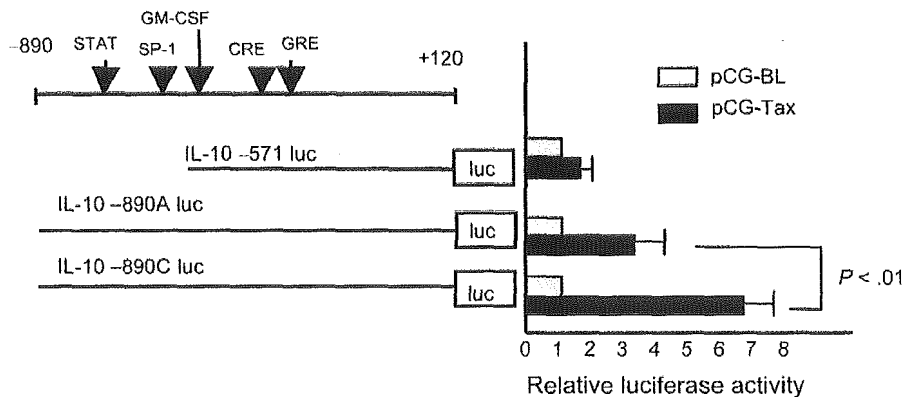 GM-CSF
−890 STAT SP-1 CRE GRE +120
pCG-BL
pCG-Tax
IL-10 −571 luc
luc
IL-10 −890A luc
luc
IL-10 −890C luc
luc
P < .01
0 1 2 3 4 5 6 7 8
Relative luciferase activity